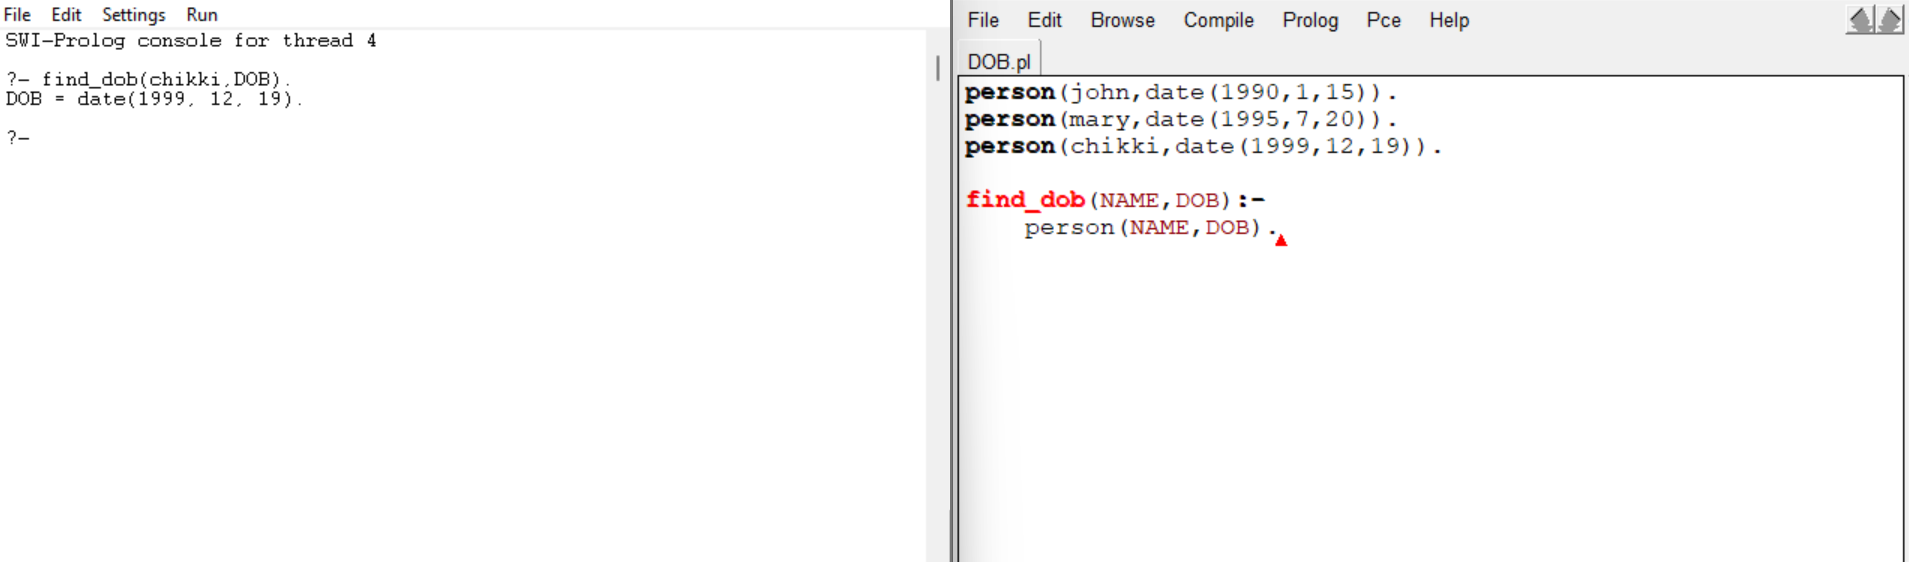 File Edit Settings Run
SWI-Prolog console for thread 4
?- find_dob(chikki,DOB).
DOB = date(1999, 12, 19).
?-
File Edit Browse Compile Prolog Pce Help
DOB.pl
person(john,date(1990,1,15)).
person(mary,date(1995,7,20)).
person(chikki,date(1999,12,19)).
find_dob(NAME,DOB):-
person(NAME,DOB).